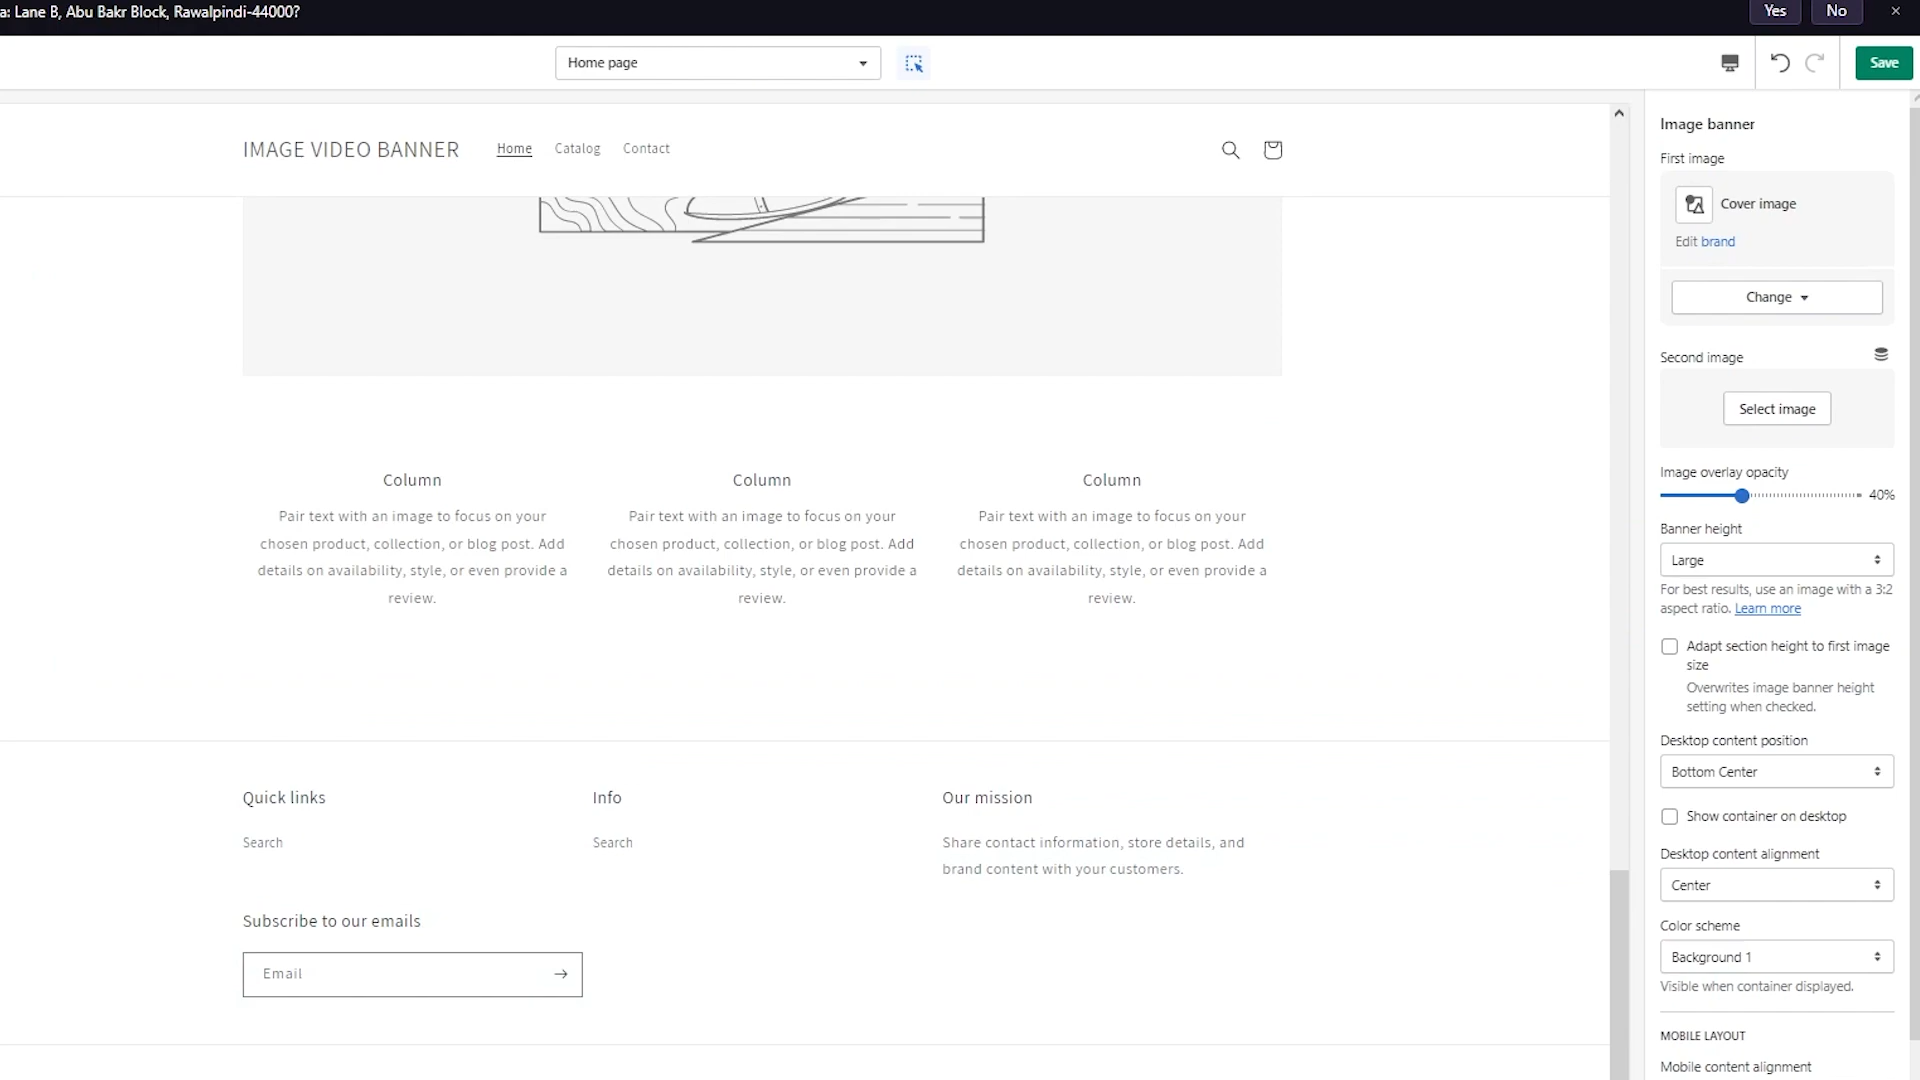 a: Lane B, Abu Bakr Block, Rawalpindi-44000?
Yes
No
Home page
Save
IMAGE VIDEO BANNER
Home
Catalog
Contact
Column
Pair text with an image to focus on your
chosen product, collection, or blog post. Add
details on availability, style, or even provide a
review.
Column
Pair text with an image to focus on your
chosen product, collection, or blog post. Add
details on availability, style, or even provide a
review.
Column
Pair text with an image to focus on your
chosen product, collection, or blog post. Add
details on availability, style, or even provide a
review.
Quick links
Search
Info
Search
Our mission
Share contact information, store details, and
brand content with your customers.
Subscribe to our emails
Email
Image banner
First image
Cover image
Edit brand
Change
Second image
Select image
Image overlay opacity
40%
Banner height
Large
For best results, use an image with a 3:2
aspect ratio. Learn more
Adapt section height to first image
size
Overwrites image banner height
setting when checked.
Desktop content position
Bottom Center
Show container on desktop
Desktop content alignment
Center
Color scheme
Background 1
Visible when container displayed.
MOBILE LAYOUT
Mobile content alignment